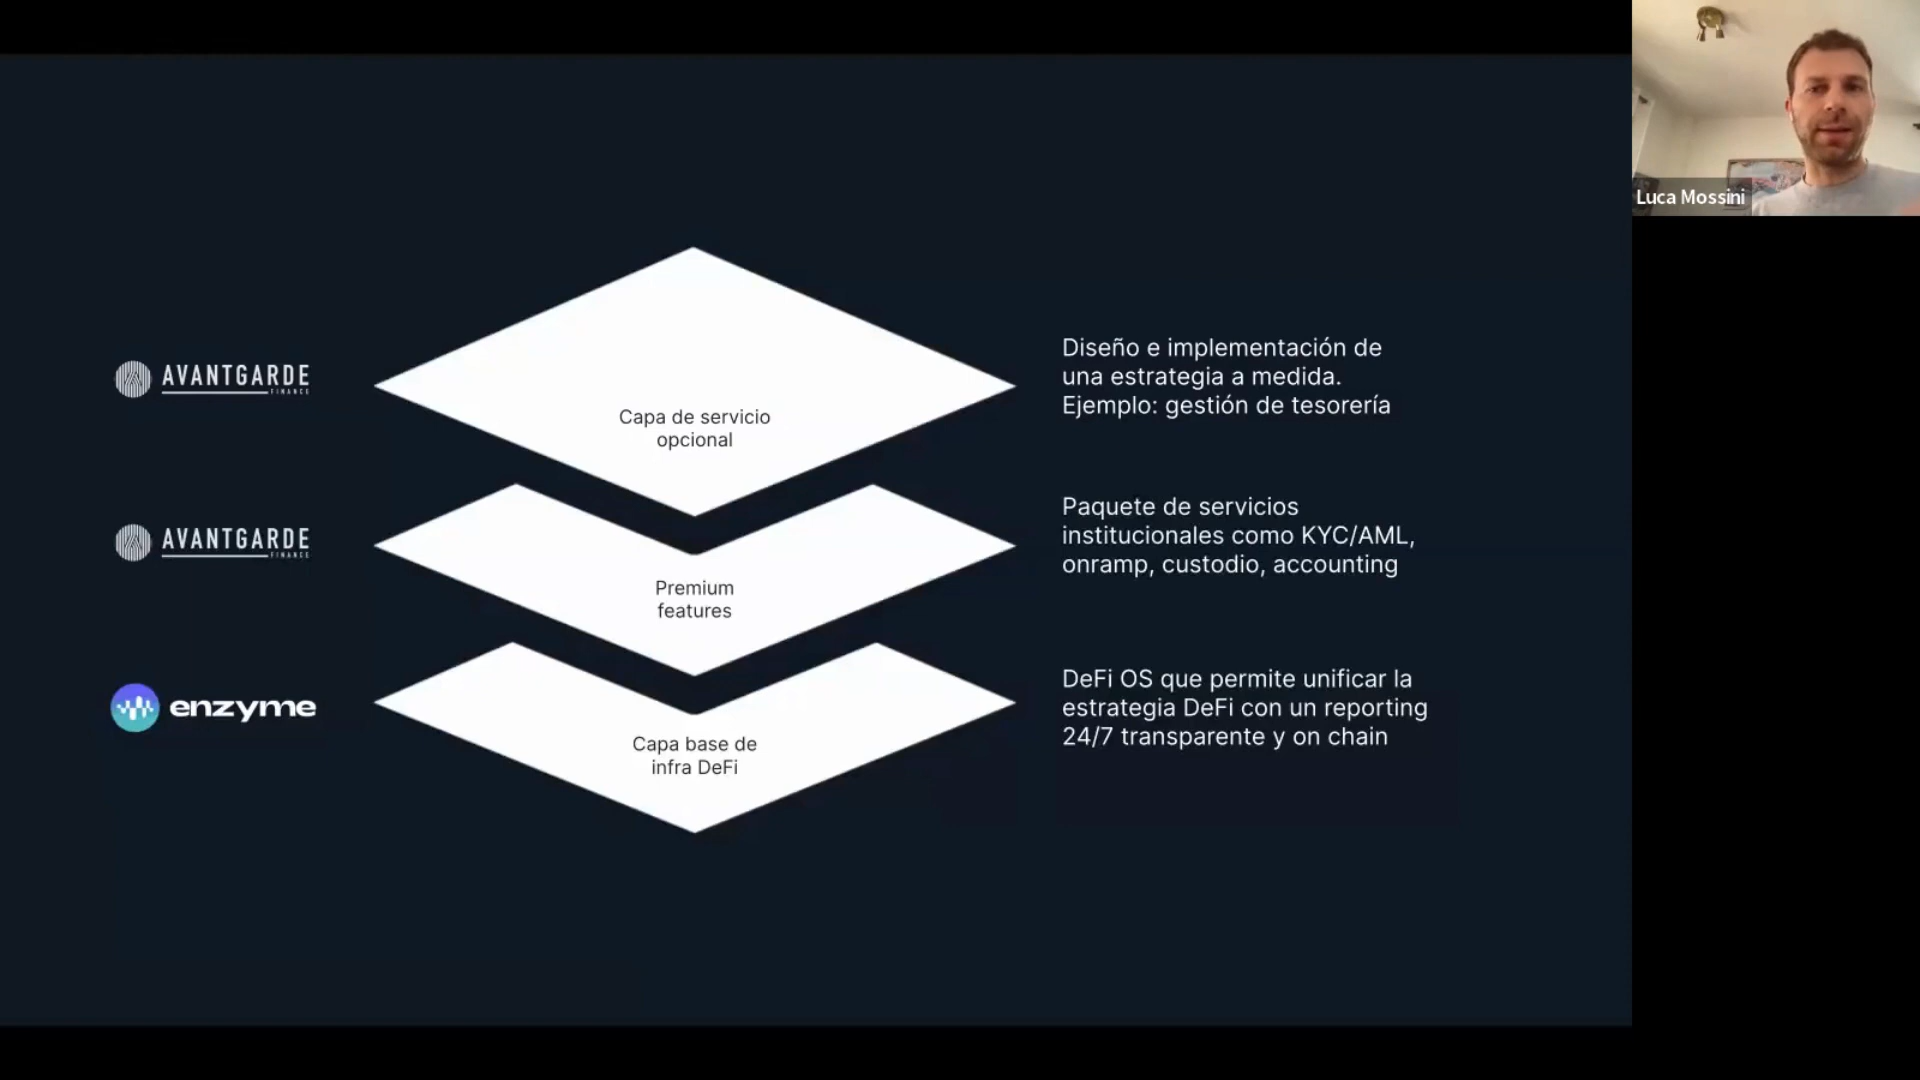 Luca Mossini
AVANTGARDE
FINANCE
Capa de servicio
opcional
Diseño e implementación de
una estrategia a medida.
Ejemplo: gestión de tesorería
AVANTGARDE
FINANCE
Premium
features
Paquete de servicios
institucionales como KYC/AML,
onramp, custodio, accounting
enzyme
Capa base de
infra DeFi
DeFi OS que permite unificar la
estrategia DeFi con un reporting
24/7 transparente y on chain